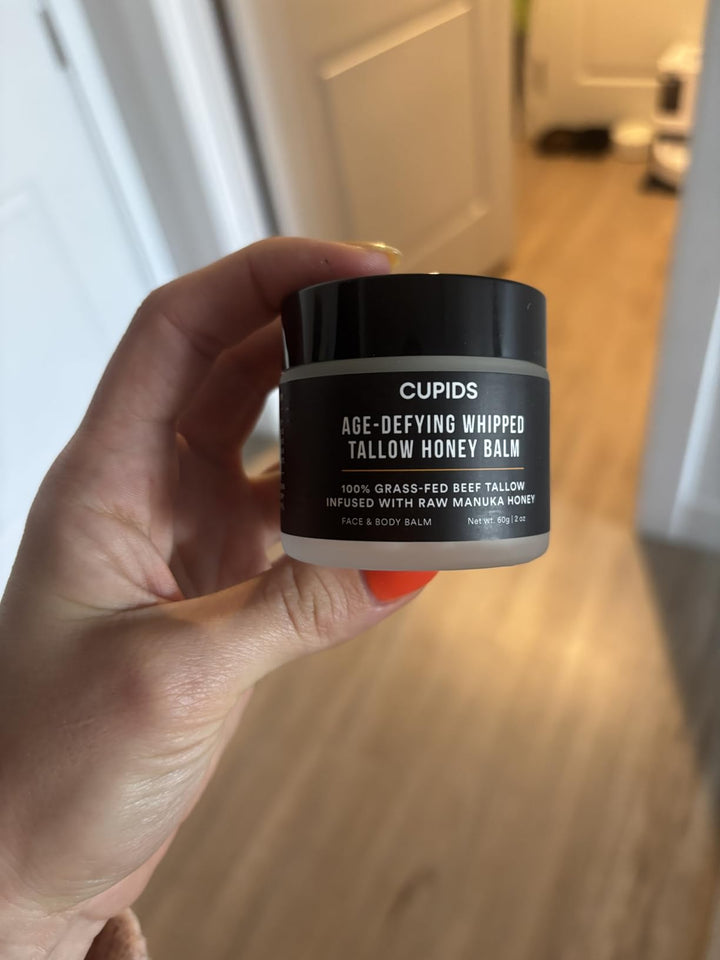 CUPIDS
AGE-DEFYING WHIPPED
TALLOW HONEY BALM
100% GRASS-FED BEEF TALLOW
INFUSED WITH RAW MANUKA HONEY
FACE & BODY BALM Net wt. 60g | 2 oz